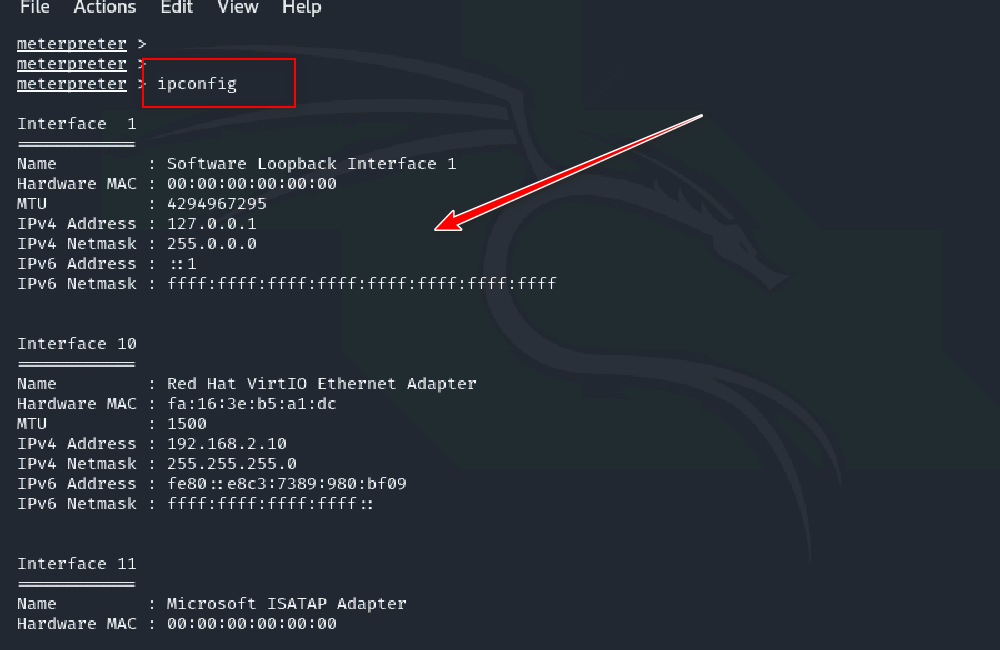 File Actions Edit View Help
meterpreter >
meterpreter >
meterpreter > ipconfig
Interface  1
============
Name         : Software Loopback Interface 1
Hardware MAC : 00:00:00:00:00:00
MTU          : 4294967295
IPv4 Address : 127.0.0.1
IPv4 Netmask : 255.0.0.0
IPv6 Address : ::1
IPv6 Netmask : ffff:ffff:ffff:ffff:ffff:ffff:ffff:ffff
Interface 10
============
Name         : Red Hat VirtIO Ethernet Adapter
Hardware MAC : fa:16:3e:b5:a1:dc
MTU          : 1500
IPv4 Address : 192.168.2.10
IPv4 Netmask : 255.255.255.0
IPv6 Address : fe80::e8c3:7389:980:bf09
IPv6 Netmask : ffff:ffff:ffff:ffff::
Interface 11
============
Name         : Microsoft ISATAP Adapter
Hardware MAC : 00:00:00:00:00:00